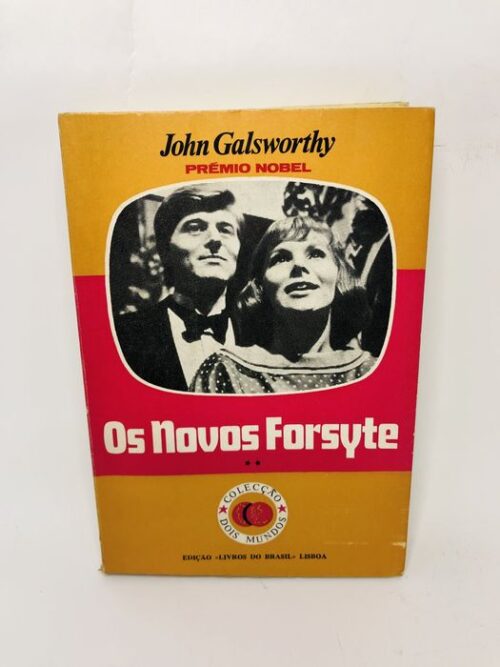 John Galsworthy
PRÉMIO NOBEL
Os Novos Forsyte
**
COLECÇÃO
DOIS MUNDOS
EDIÇÃO «LIVROS DO BRASIL» LISBOA